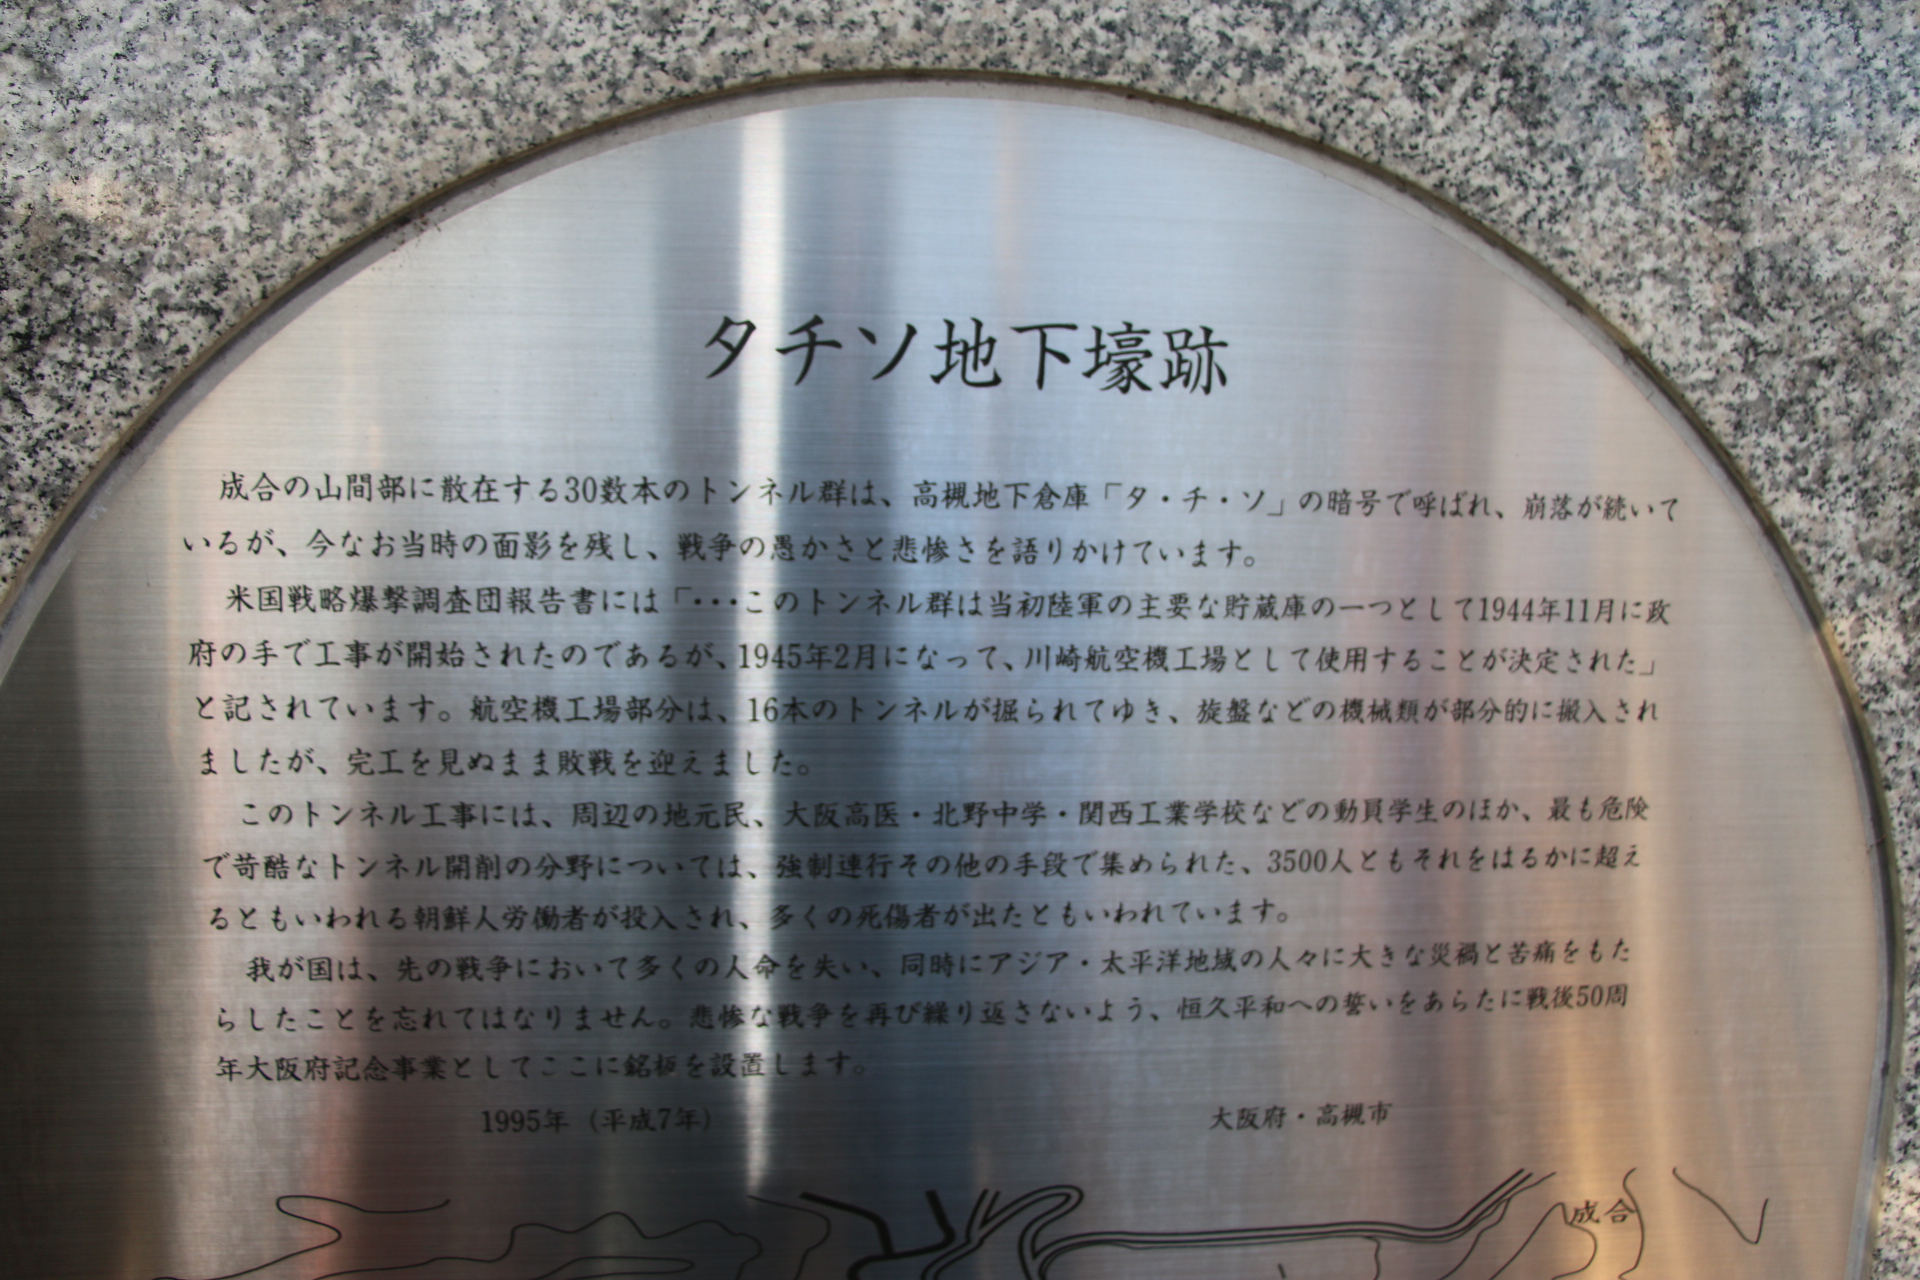 タチソ地下壕跡
成合の山間部に散在する30数本のトンネル群は、高槻地下倉庫「タ・チ・ソ」の暗号で呼ばれ、崩落が続いて
いるが、今なお当時の面影を残し、戦争の愚かさと悲惨さを語りかけています。
米国戦略爆撃調査団報告書には「・・・このトンネル群は当初陸軍の主要な貯蔵庫の一つとして1944年11月に政
府の手で工事が開始されたのであるが、1945年2月になって、川崎航空機工場として使用することが決定された」
と記されています。航空機工場部分は、16本のトンネルが掘られてゆき、旋盤などの機械類が部分的に搬入され
ましたが、完工を見ぬまま敗戦を迎えました。
このトンネル工事には、周辺の地元民、大阪高医・北野中学・関西工業学校などの動員学生のほか、最も危険
で苛酷なトンネル開削の分野については、強制連行その他の手段で集められた、3500人ともそれをはるかに超え
るともいわれる朝鮮人労働者が投入され、多くの死傷者が出たともいわれています。
我が国は、先の戦争において多くの人命を失い、同時にアジア・太平洋地域の人々に大きな災禍と苦痛をもた
らしたことを忘れてはなりません。悲惨な戦争を再び繰り返さないよう、恒久平和への誓いをあらたに戦後50周
年大阪府記念事業としてここに銘板を設置します。
1995年（平成7年）
大阪府・高槻市
成合